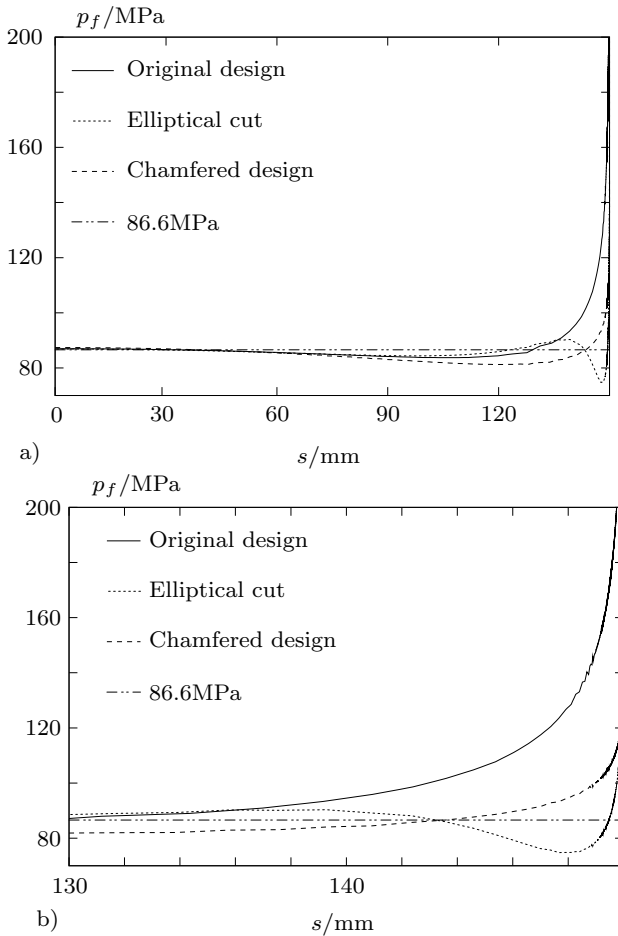 p_f/MPa
200
Original design
Elliptical cut
160
Chamfered design
86.6MPa
120
80
0 30 60 90 120
a)
s/mm
p_f/MPa
200
Original design
Elliptical cut
160
Chamfered design
86.6MPa
120
80
130 140
b)
s/mm